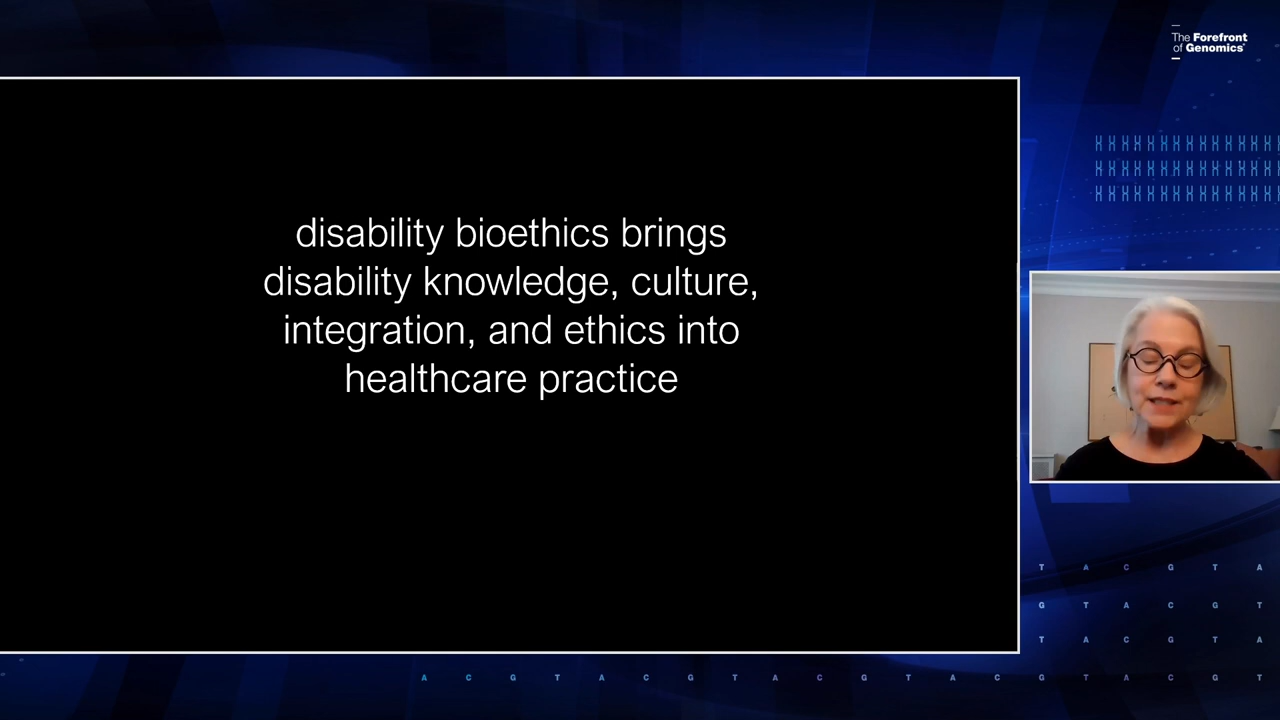 The Forefront
of Genomics®
disability bioethics brings
disability knowledge, culture,
integration, and ethics into
healthcare practice
T A C G T A
G T A C G T
T A C G T A
A C G T A C G T A C G T A C G T A C G T